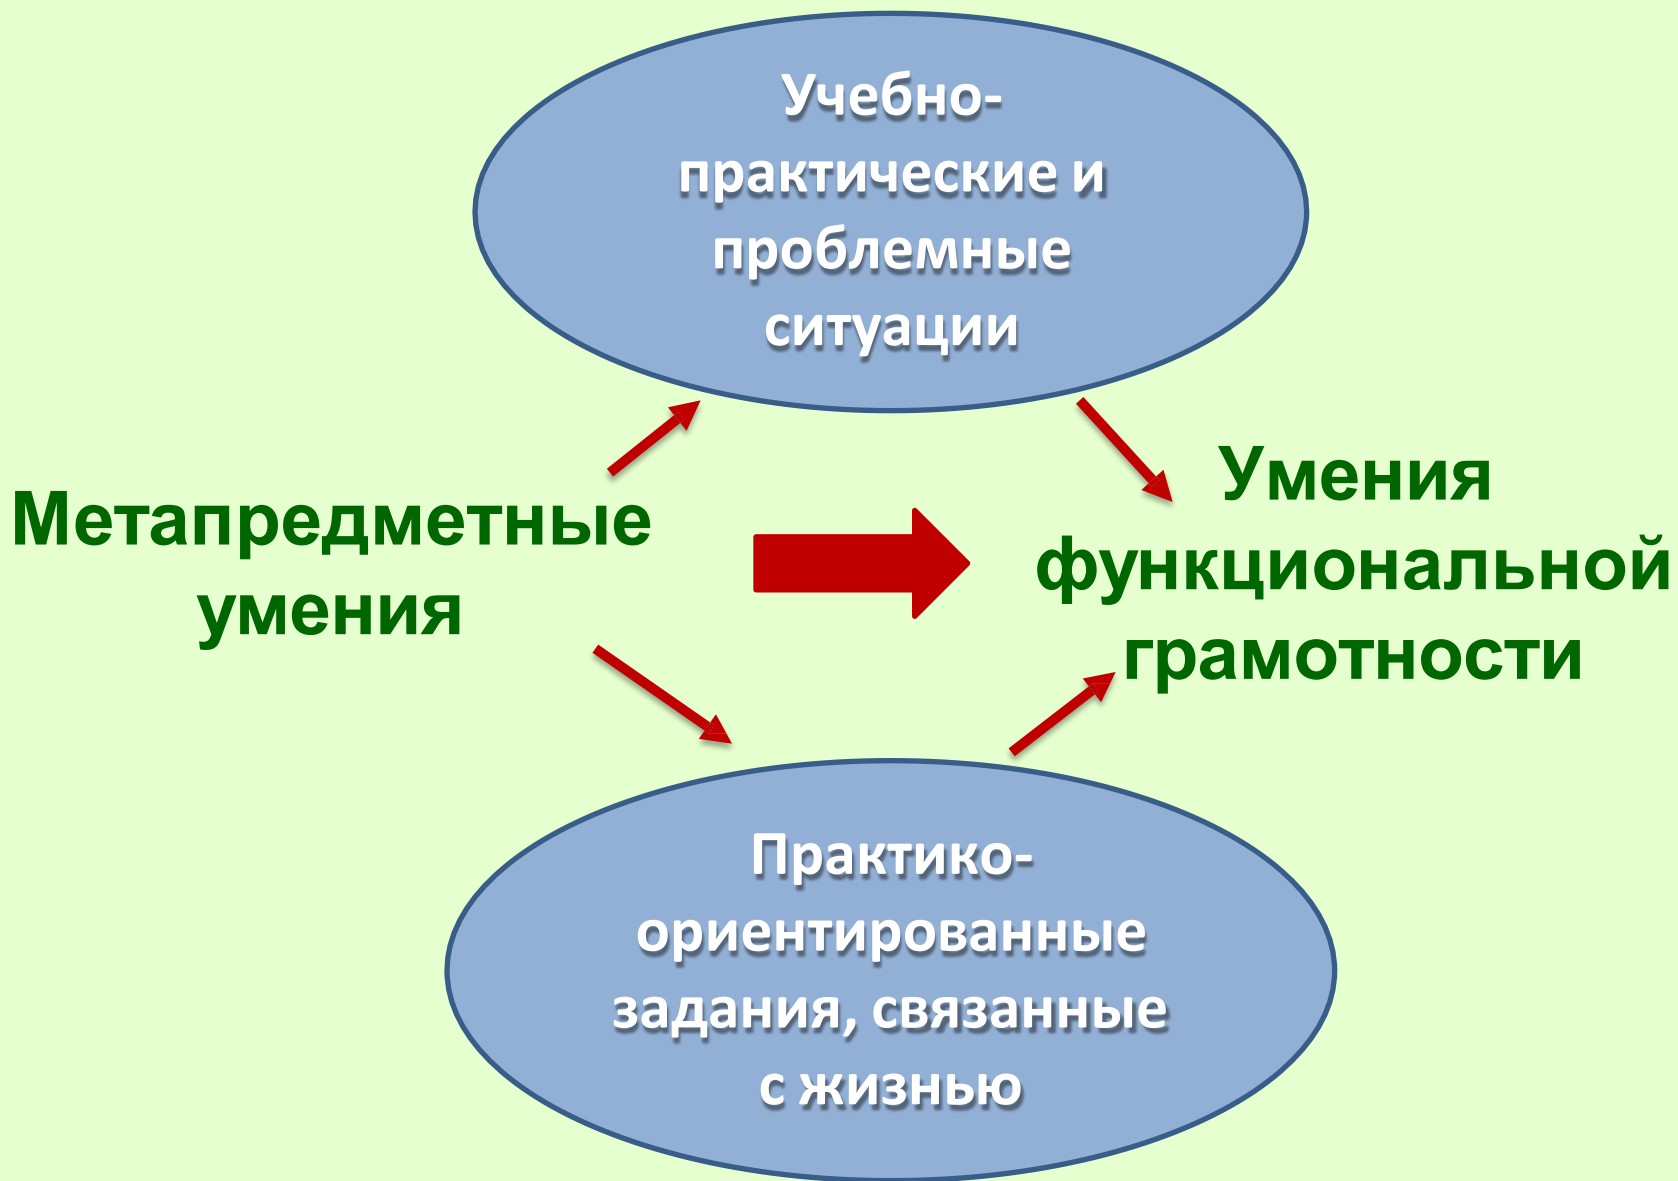 Учебно-
практические и
проблемные
ситуации
Метапредметные
умения
Умения
функциональной
грамотности
Практико-
ориентированные
задания, связанные
с жизнью